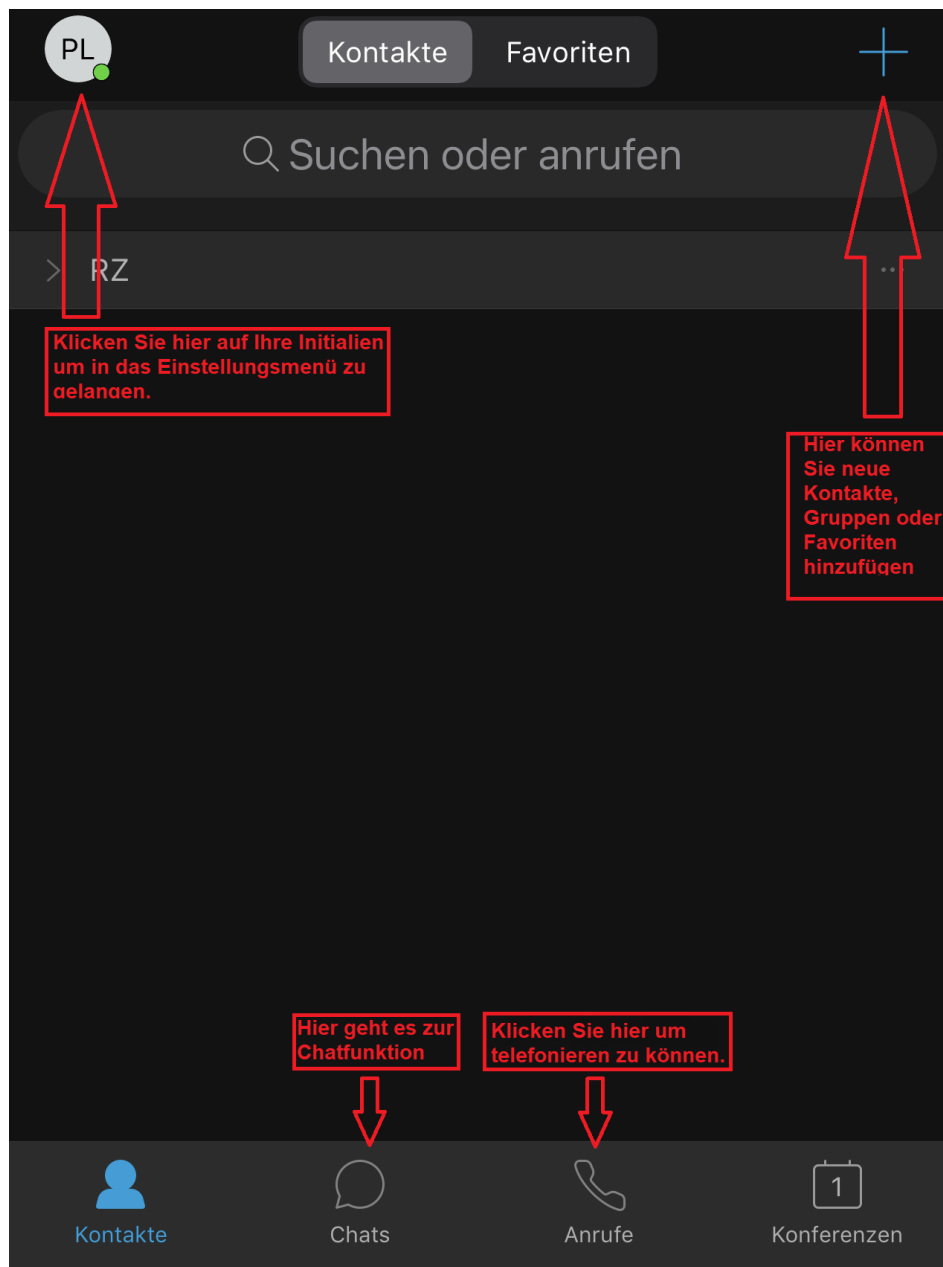 PL
Kontakte
Favoriten
Suchen oder anrufen
RZ
Klicken Sie hier auf Ihre Initialien
um in das Einstellungsmenü zu
gelangen.
Hier können
Sie neue
Kontakte,
Gruppen oder
Favoriten
hinzufügen
Hier geht es zur
Chatfunktion
Klicken Sie hier um
telefonieren zu können.
1
Kontakte
Chats
Anrufe
Konferenzen